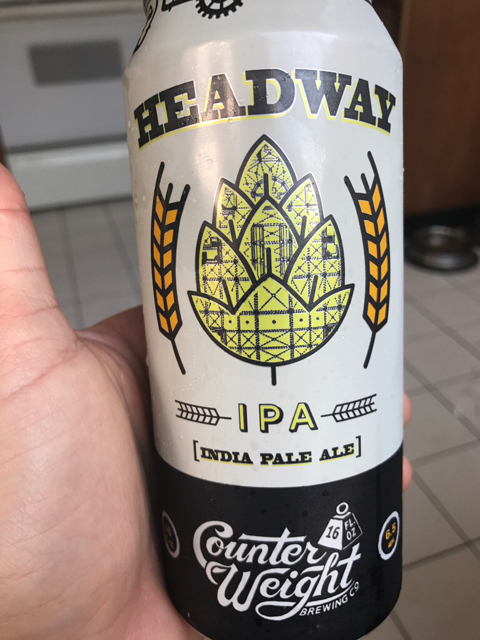 HEADWAY
IPA
[INDIA PALE ALE]
16 FL OZ
Counter
Weight
BREWING CO
6.5